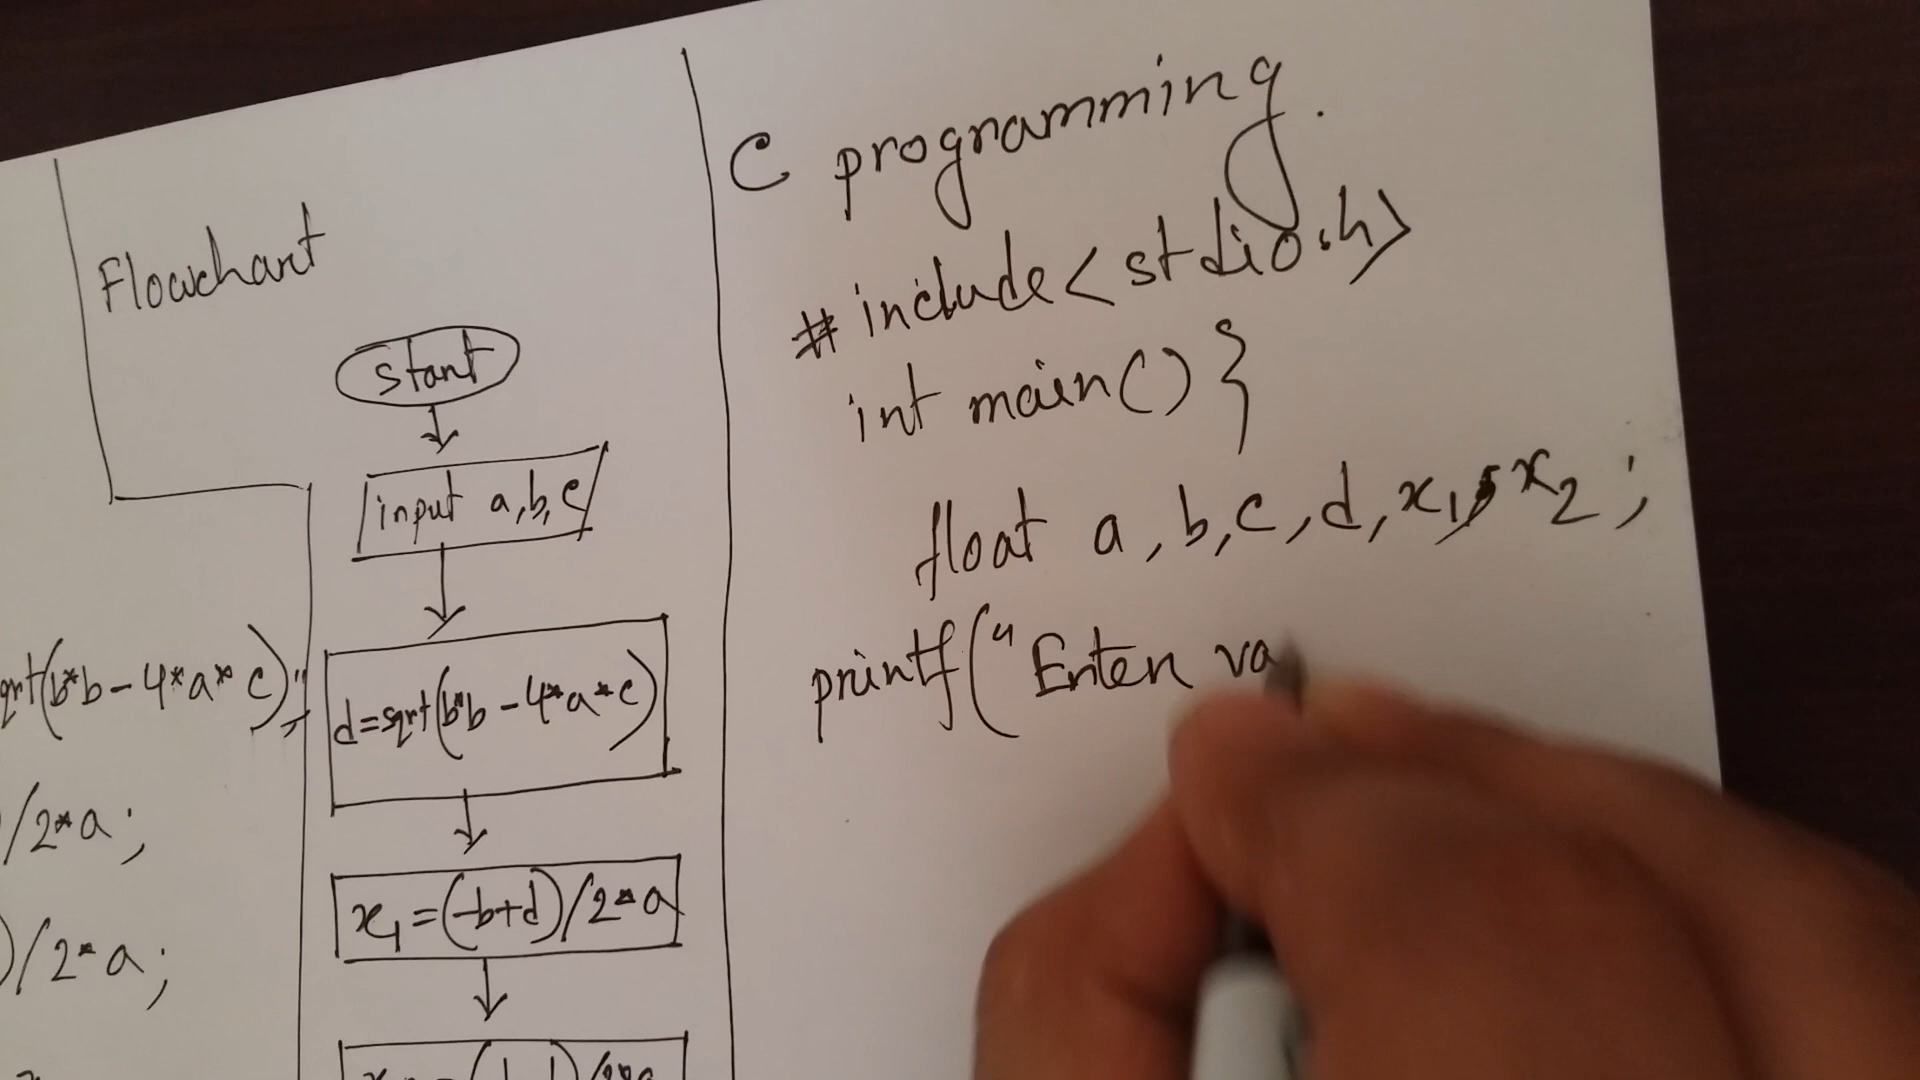 qrt(b*b-4*a*c);
/2*a;
)/2*a;
Flowchart
start
input a,b,c
d=sqrt(b*b-4*a*c)
x1=(-b+d)/2*a
C programming.
#include<stdio.h>
int main(){
float a,b,c,d,x1,x2;
printf("Enter va